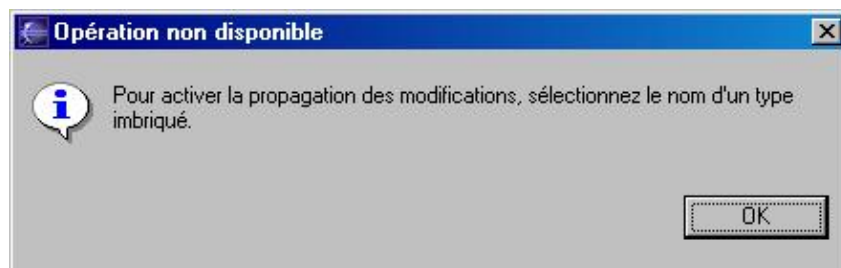 Opération non disponible
Pour activer la propagation des modifications, sélectionnez le nom d'un type
imbriqué.
OK